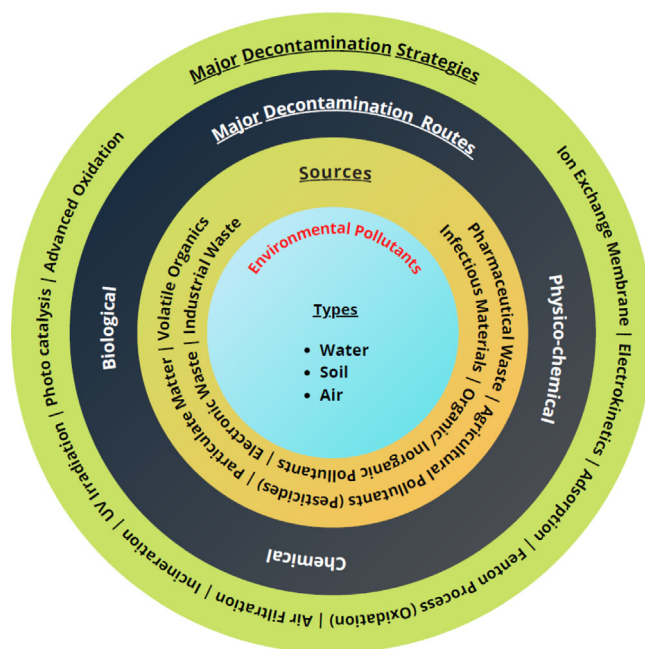 Major Decontamination Strategies
Ion Exchange Membrane | Electrokinetics | Adsorption | Fenton Process (Oxidation) | Air Filtration | Incineration | UV Irradiation | Photo catalysis | Advanced Oxidation
Major Decontamination Routes
Physico-chemical
Chemical
Biological
Sources
Pharmaceutical Waste | Agricultural Pollutants (Pesticides) | Particulate Matter | Volatile Organics
Infectious Materials | Organic/ Inorganic Pollutants | Electronic Waste | Industrial Waste
Environmental Pollutants
Types
• Water
• Soil
• Air